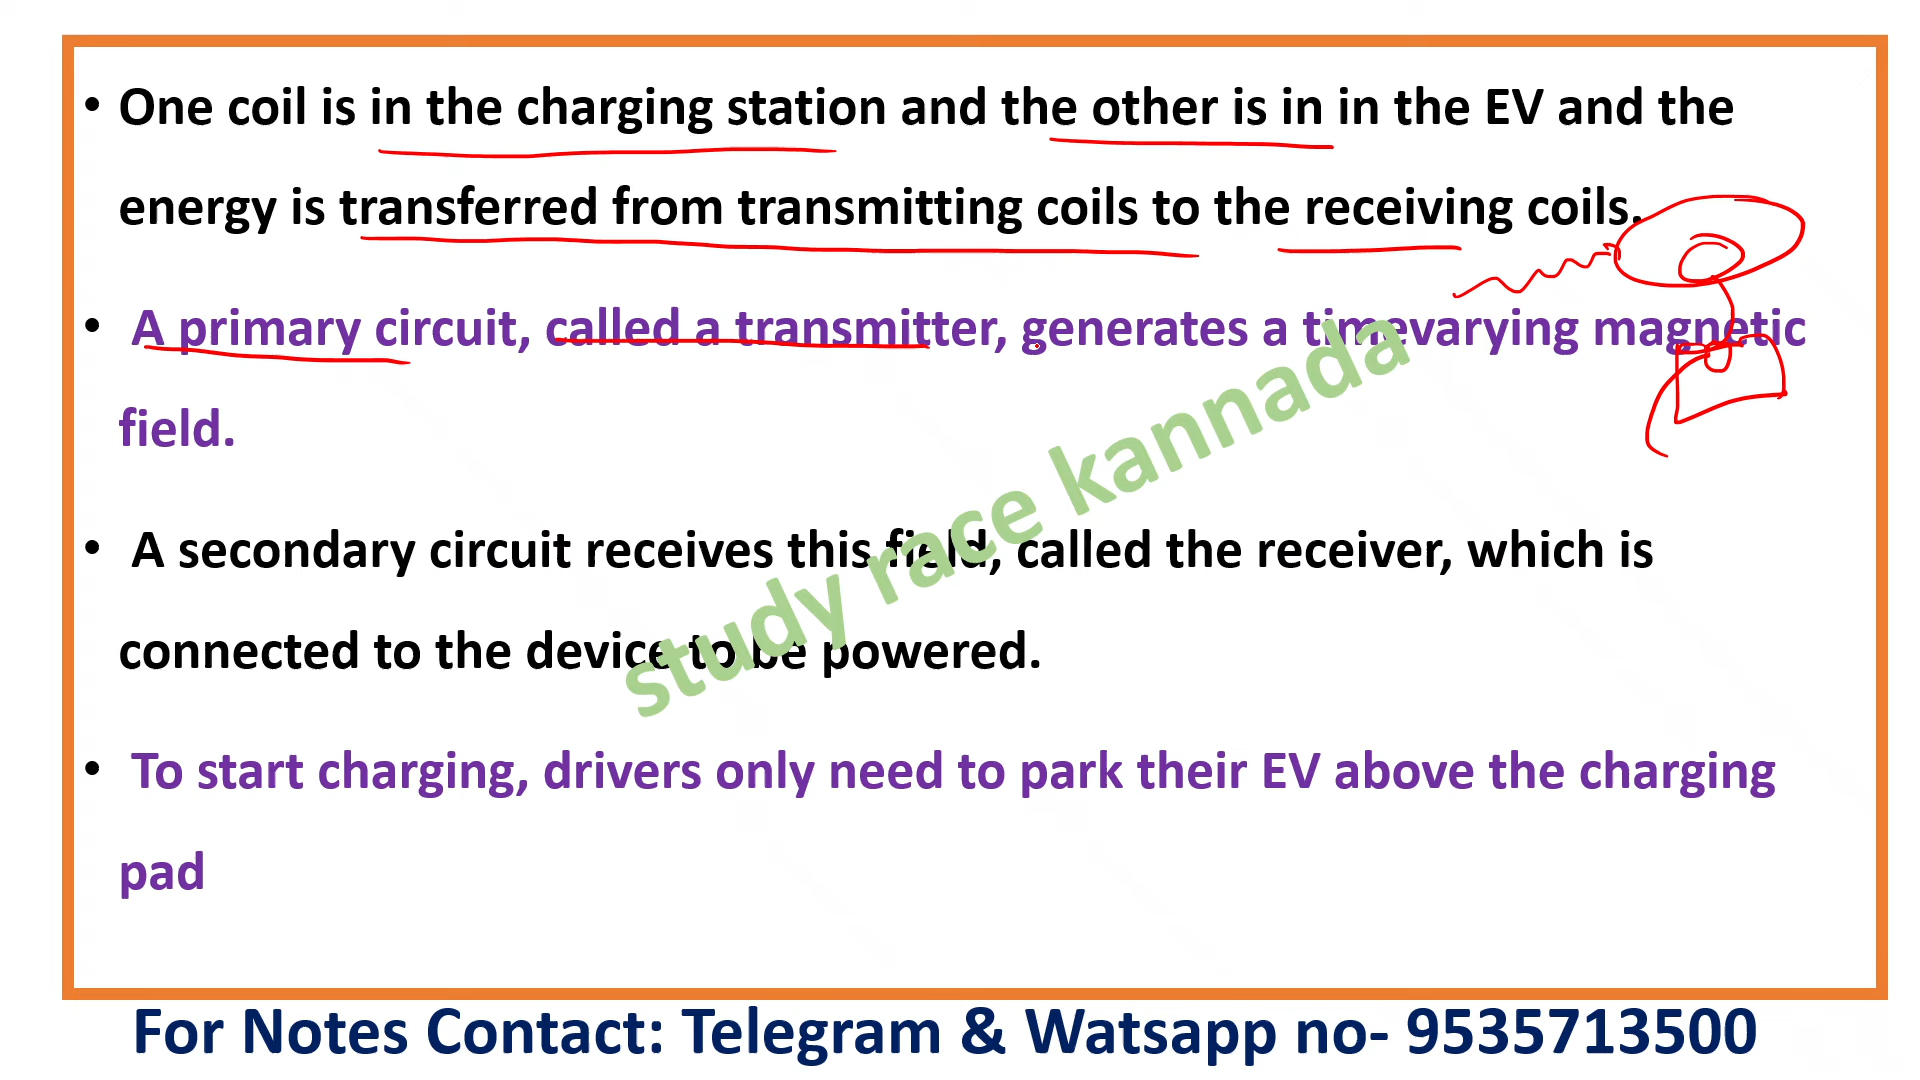 • One coil is in the charging station and the other is in in the EV and the
energy is transferred from transmitting coils to the receiving coils.
• A primary circuit, called a transmitter, generates a timevarying magnetic
field.
• A secondary circuit receives this field, called the receiver, which is
connected to the device to be powered.
• To start charging, drivers only need to park their EV above the charging
pad
study race kannada
For Notes Contact: Telegram & Watsapp no- 9535713500